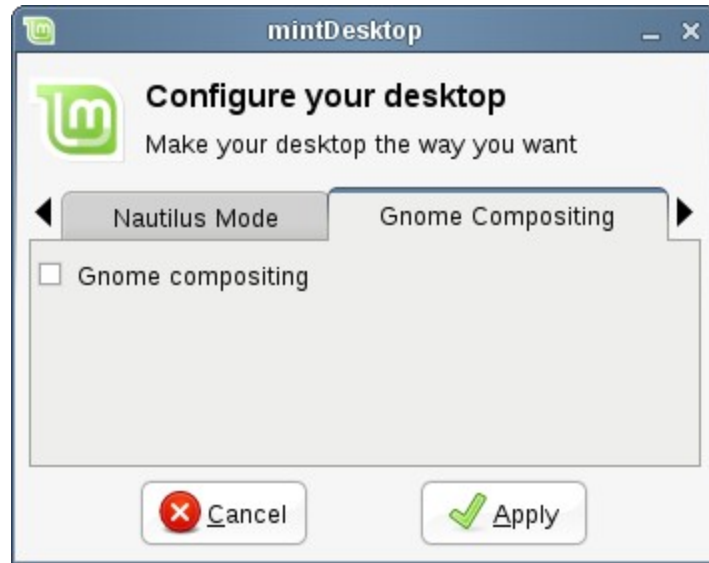 mintDesktop
Configure your desktop
Make your desktop the way you want
Nautilus Mode Gnome Compositing
Gnome compositing
Cancel Apply